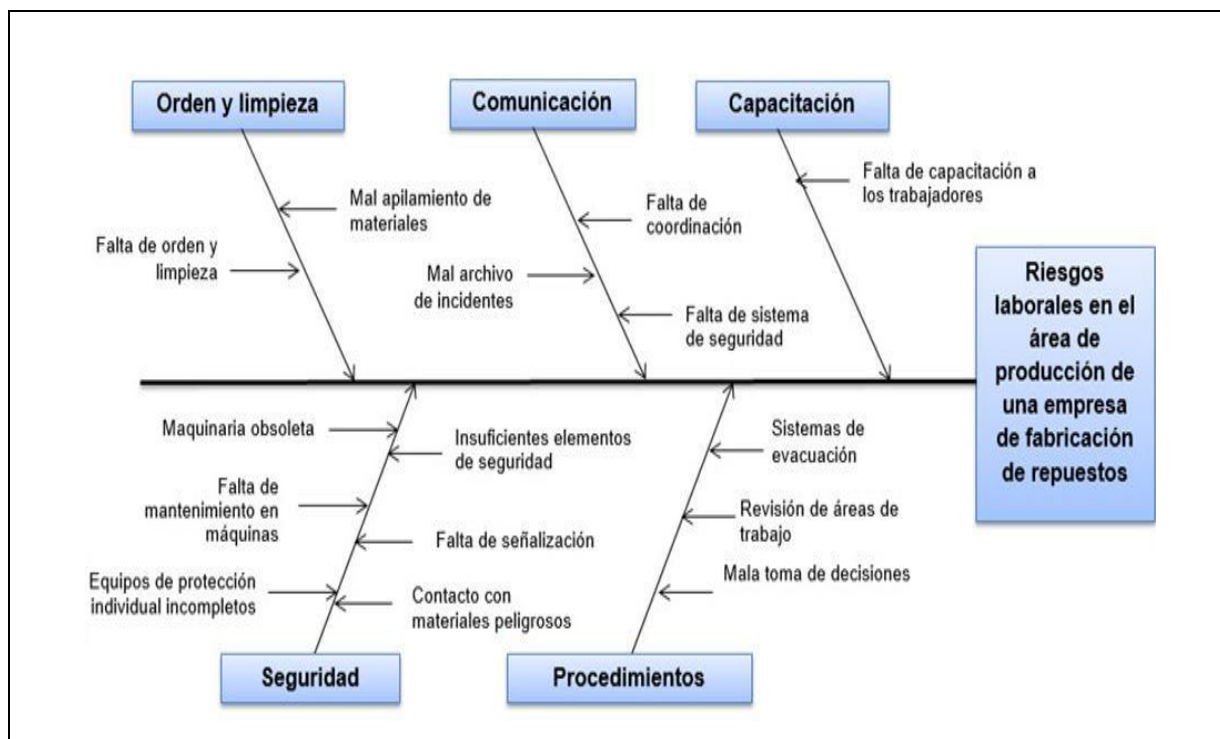 Orden y limpieza
Comunicación
Capacitación
Mal apilamiento de
materiales
Falta de orden y
limpieza
Falta de
coordinación
Mal archivo
de incidentes
Falta de sistema
de seguridad
Falta de capacitación a
los trabajadores
Riesgos
laborales en el
área de
producción de
una empresa
de fabricación
de repuestos
Maquinaria obsoleta
Insuficientes elementos
de seguridad
Falta de
mantenimiento en
máquinas
Falta de señalización
Equipos de protección
individual incompletos
Contacto con
materiales peligrosos
Sistemas de
evacuación
Revisión de áreas de
trabajo
Mala toma de decisiones
Seguridad
Procedimientos